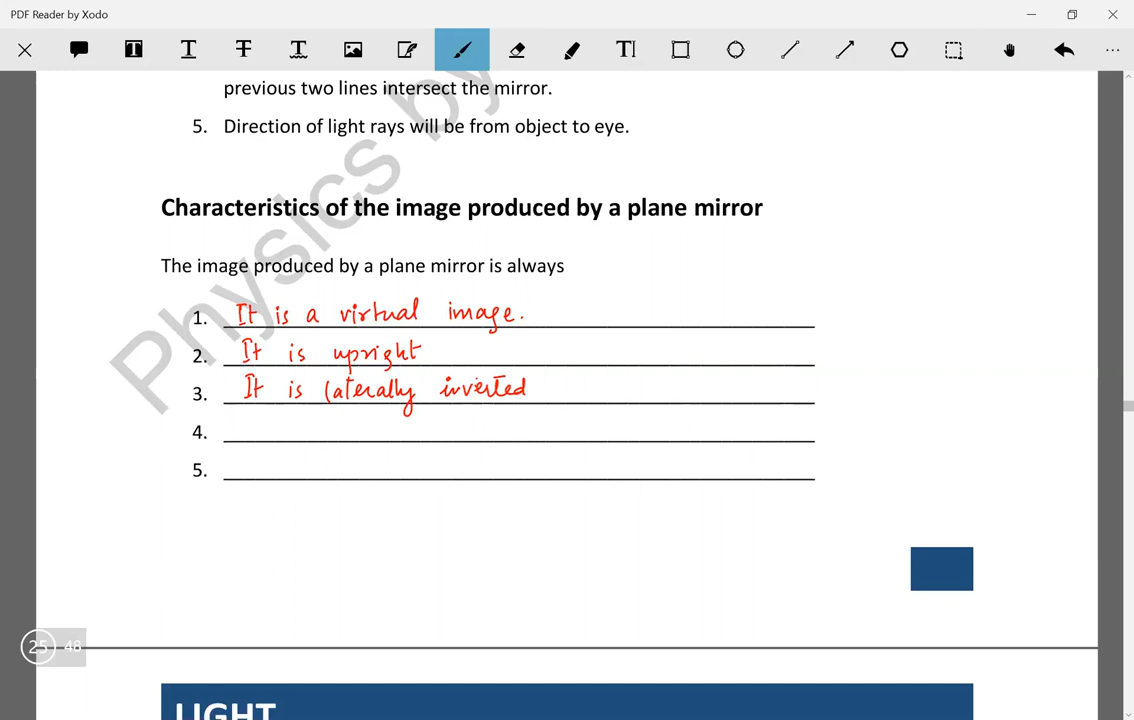 PDF Reader by Xodo
previous two lines intersect the mirror.
5. Direction of light rays will be from object to eye.
Physics by
Characteristics of the image produced by a plane mirror
The image produced by a plane mirror is always
1. It is a virtual image.
2. It is upright
3. It is laterally inverted
4.
5.
25 48
LIGHT